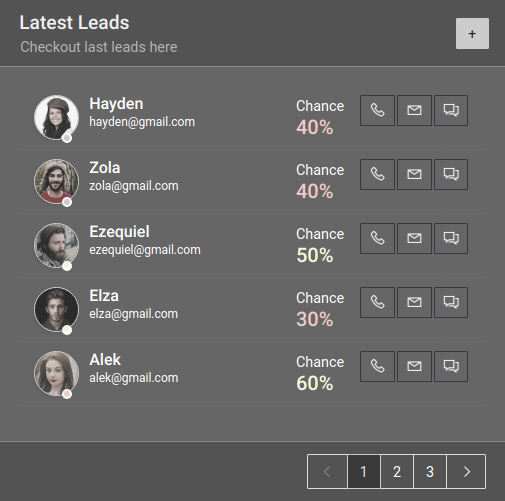 Latest Leads
Checkout last leads here
+
Hayden
hayden@gmail.com
Chance
40%
Zola
zola@gmail.com
Chance
40%
Ezequiel
ezequiel@gmail.com
Chance
50%
Elza
elza@gmail.com
Chance
30%
Alek
alek@gmail.com
Chance
60%
1 2 3